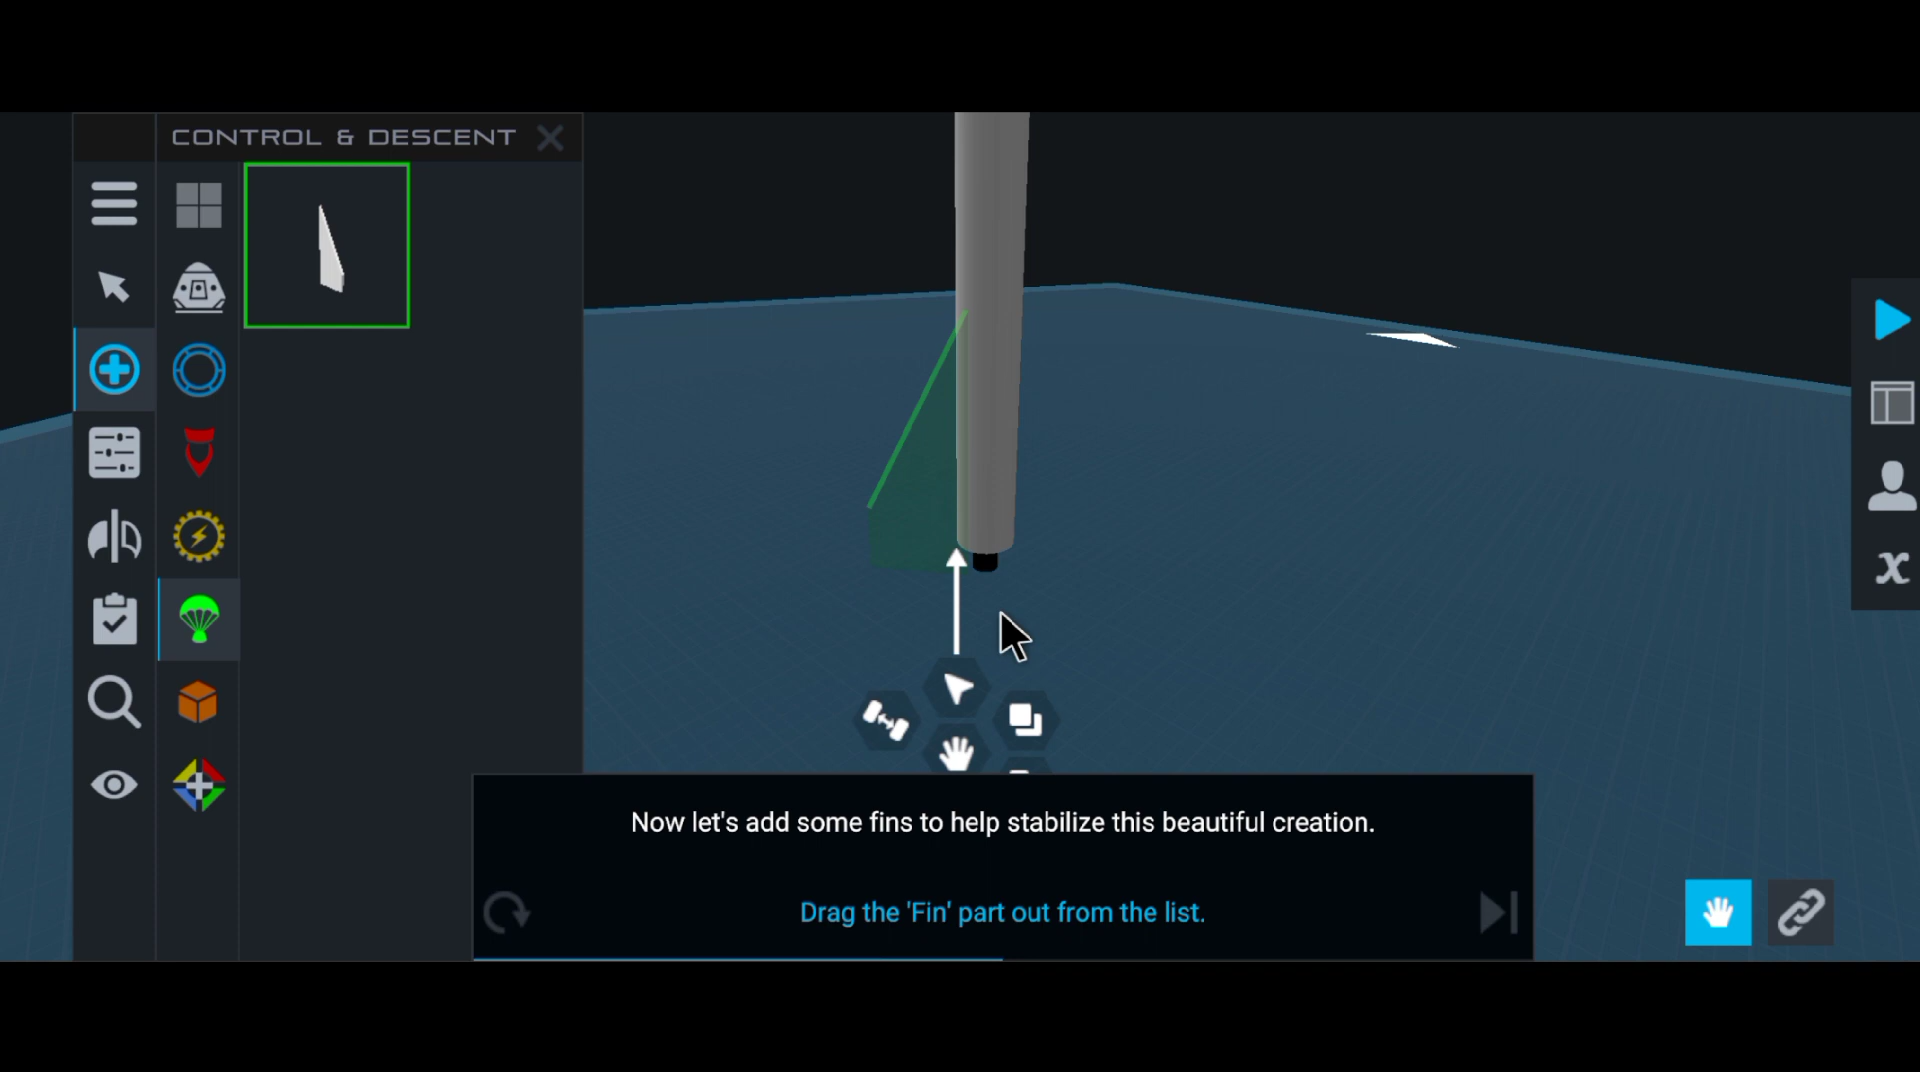 CONTROL & DESCENT
Now let's add some fins to help stabilize this beautiful creation.
Drag the 'Fin' part out from the list.
x